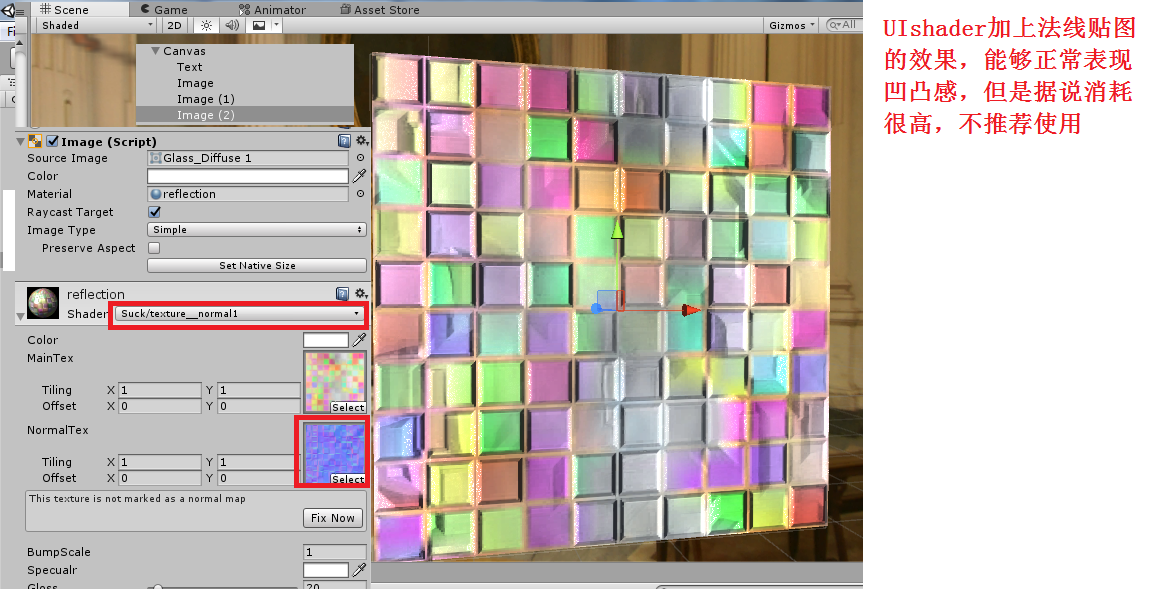 Scene
Game
Animator
Asset Store
Shaded
2D
Gizmos
All
Fi
Canvas
Text
Image
Image (1)
Image (2)
Image (Script)
Source Image
Glass_Diffuse 1
Color
Material
reflection
Raycast Target
Image Type
Simple
Preserve Aspect
Set Native Size
reflection
Shader
Suck/texture__normal1
Color
MainTex
Tiling X 1 Y 1
Offset X 0 Y 0
Select
NormalTex
Tiling X 1 Y 1
Offset X 0 Y 0
Select
This texture is not marked as a normal map
Fix Now
BumpScale
1
Specualr
Gloss
20
UIshader加上法线贴图
的效果，能够正常表现
凹凸感，但是据说消耗
很高，不推荐使用